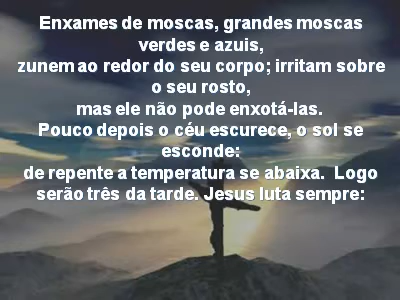 Enxames de moscas, grandes moscas
verdes e azuis,
zunem ao redor do seu corpo; irritam sobre
o seu rosto,
mas ele não pode enxotá-las.
Pouco depois o céu escurece, o sol se
esconde:
de repente a temperatura se abaixa. Logo
serão três da tarde. Jesus luta sempre: